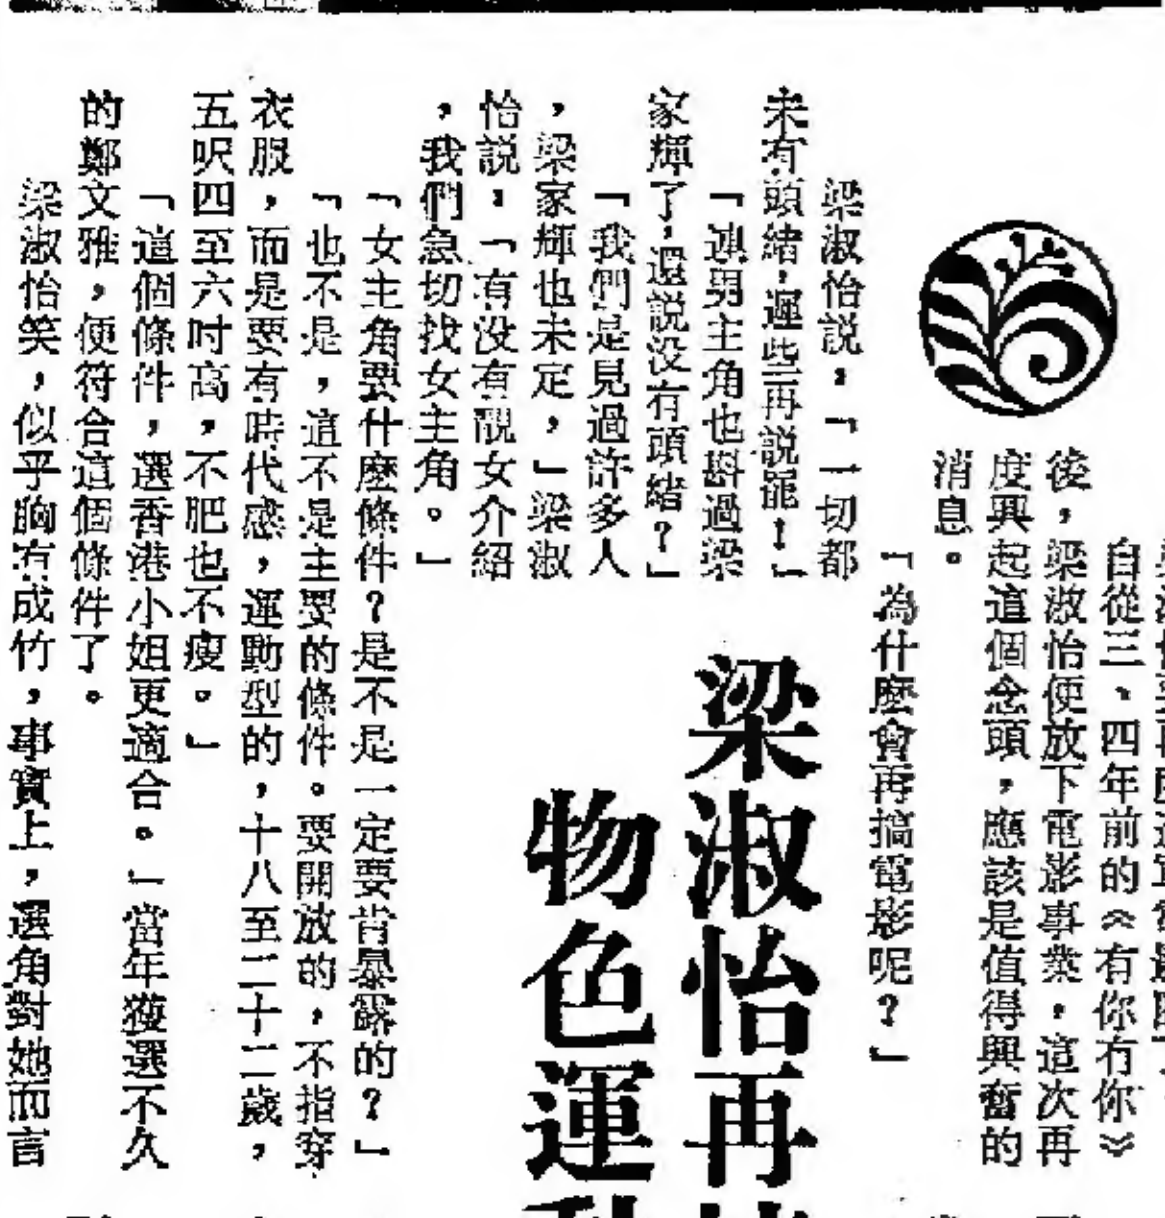 自從三、四年前的《有你冇你》
後，梁淑怡便放下電影事業，這次再
度興起這個念頭，應該是值得興奮的
消息。
「為什麼會再搞電影呢？」
梁淑怡說，「一切都
未有頭緒，遲些再説罷！」
「連男主角也斟過梁
家輝了，還説没有頭緒？」
「我們是見過許多人
，梁家輝也未定，」梁淑
怡説，「有没有靚女介紹
，我們急切找女主角。」
「女主角要什麼條件？是不是一定要肯暴露的？」
「也不是，這不是主要的條件。要開放的，不指穿
衣服，而是要有時代感，運動型的，十八至二十二歲，
五呎四至六吋高，不肥也不瘦。」
「這個條件，選香港小姐更適合。」當年獲選不久
的鄭文雅，便符合這個條件了。
梁淑怡笑，似乎胸有成竹，事實上，選角對她而言
梁淑怡再
物色運